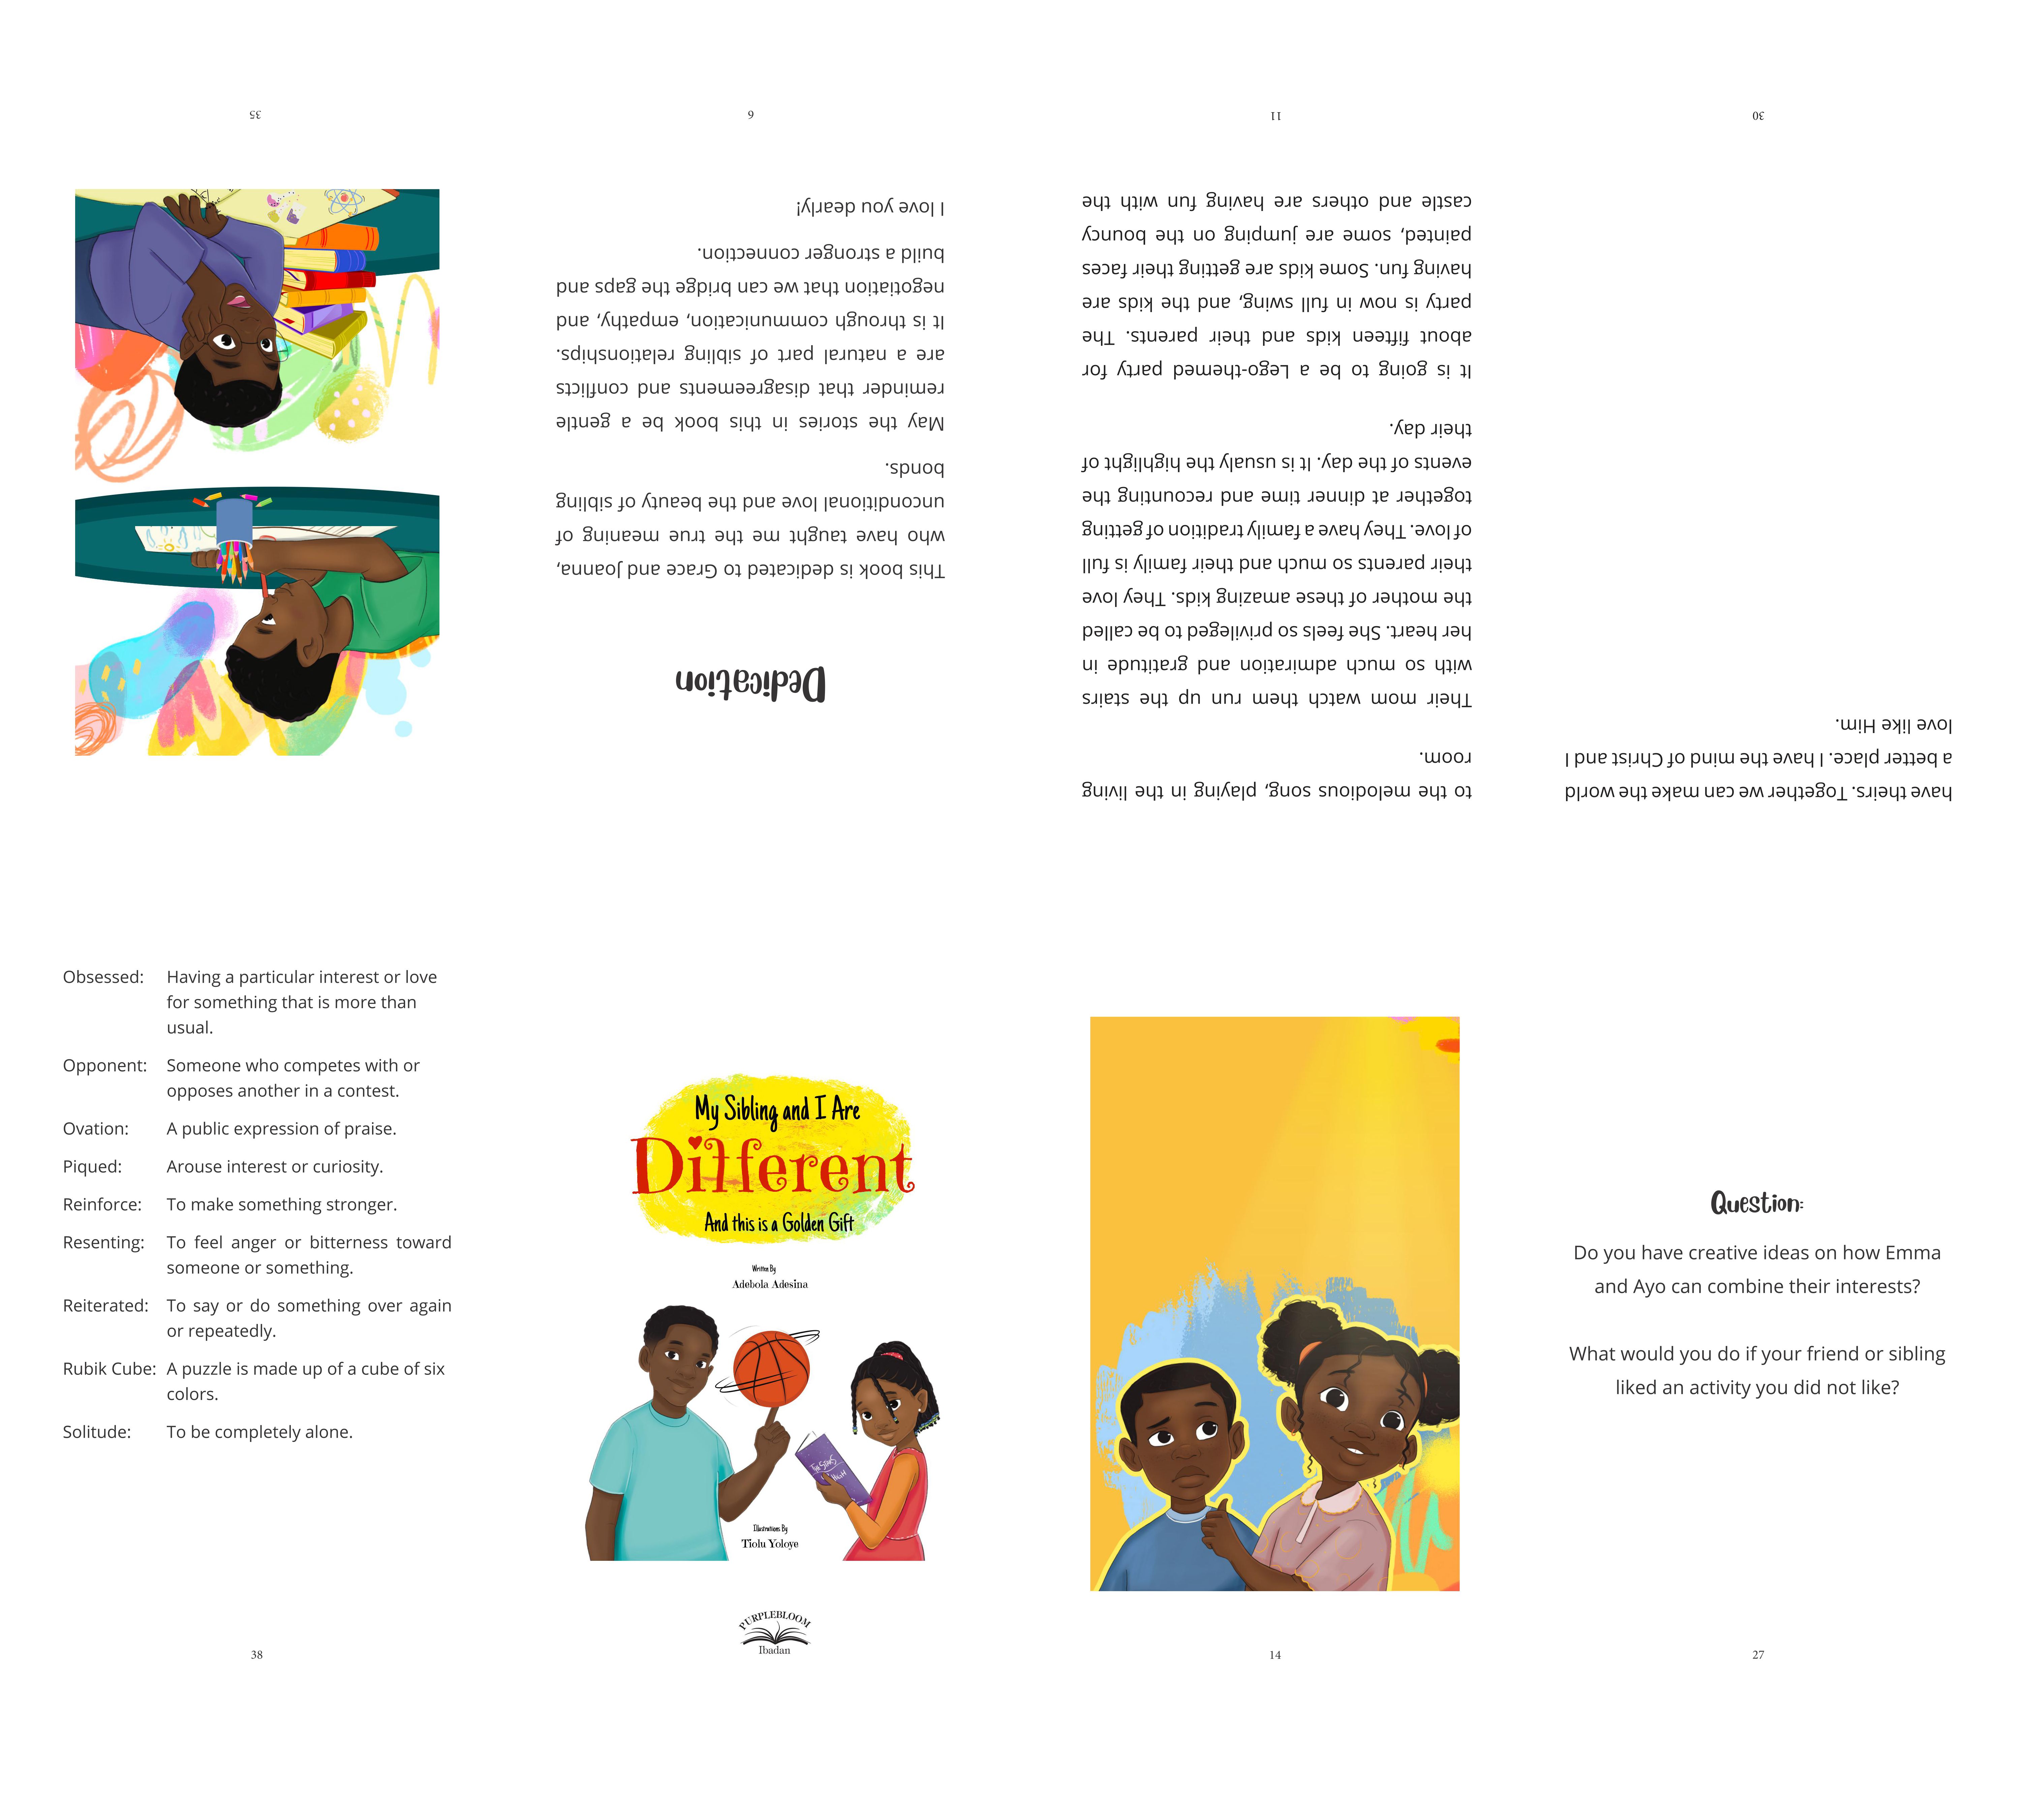 35
6
Dedication
This book is dedicated to Grace and Joanna,
who have taught me the true meaning of
unconditional love and the beauty of sibling
bonds.
May the stories in this book be a gentle
reminder that disagreements and conflicts
are a natural part of sibling relationships.
It is through communication, empathy, and
negotiation that we can bridge the gaps and
build a stronger connection.
I love you dearly!
11
to the melodious song, playing in the living
room.
Their mom watch them run up the stairs
with so much admiration and gratitude in
her heart. She feels so privileged to be called
the mother of these amazing kids. They love
their parents so much and their family is full
of love. They have a family tradition of getting
together at dinner time and recounting the
events of the day. It is usually the highlight of
their day.
It is going to be a Lego-themed party for
about fifteen kids and their parents. The
party is now in full swing, and the kids are
having fun. Some kids are getting their faces
painted, some are jumping on the bouncy
castle and others are having fun with the
30
have theirs. Together we can make the world
a better place. I have the mind of Christ and I
love like Him.
Obsessed: Having a particular interest or love
for something that is more than
usual.
Opponent: Someone who competes with or
opposes another in a contest.
Ovation: A public expression of praise.
Piqued: Arouse interest or curiosity.
Reinforce: To make something stronger.
Resenting: To feel anger or bitterness toward
someone or something.
Reiterated: To say or do something over again
or repeatedly.
Rubik Cube: A puzzle is made up of a cube of six
colors.
Solitude: To be completely alone.
38
My Sibling and I Are
Different
And this is a Golden Gift
Written By
Adebola Adesina
Illustrations By
Tiolu Yoloye
PURPLEBLOOM
Ibadan
14
Question:
Do you have creative ideas on how Emma
and Ayo can combine their interests?
What would you do if your friend or sibling
liked an activity you did not like?
27